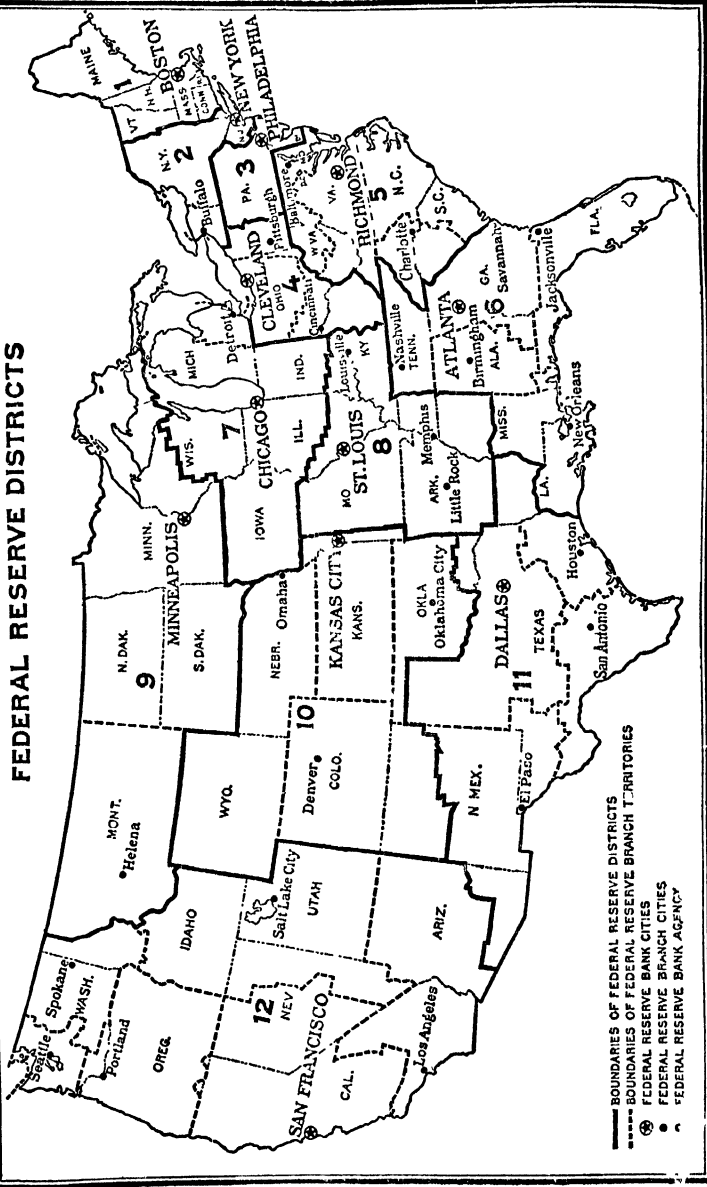 FEDERAL RESERVE DISTRICTS
MAINE
1
VT
N.H.
BOSTON
MASS
CONN
R.I.
N.Y.
2
Buffalo
NEW YORK
N.J.
PHILADELPHIA
PA.
3
Pittsburgh
Baltimore
CLEVELAND
OHIO
4
Cincinnati
W.VA
VA.
RICHMOND
5
N.C.
Charlotte
S.C.
MICH
Detroit
WIS.
7
CHICAGO
ILL.
IND.
IOWA
Louisville
KY
ST. LOUIS
MO
8
Nashville
TENN.
Memphis
ARK.
Little Rock
ATLANTA
6
GA.
Savannah
Birmingham
ALA.
Jacksonville
FLA.
MISS.
New Orleans
LA.
MINN.
MINNEAPOLIS
N. DAK.
9
S. DAK.
MONT.
Helena
NEBR.
Omaha
KANSAS CITY
KANS.
10
WYO.
Denver
COLO.
OKLA
Oklahoma City
DALLAS
TEXAS
11
Houston
San Antonio
El Paso
N MEX.
Spokane
Seattle
WASH.
Portland
OREG.
IDAHO
Salt Lake City
UTAH
12
NEV
SAN FRANCISCO
CAL.
Los Angeles
ARIZ.
BOUNDARIES OF FEDERAL RESERVE DISTRICTS
BOUNDARIES OF FEDERAL RESERVE BRANCH TERRITORIES
FEDERAL RESERVE BANK CITIES
FEDERAL RESERVE BRANCH CITIES
FEDERAL RESERVE BANK AGENCY